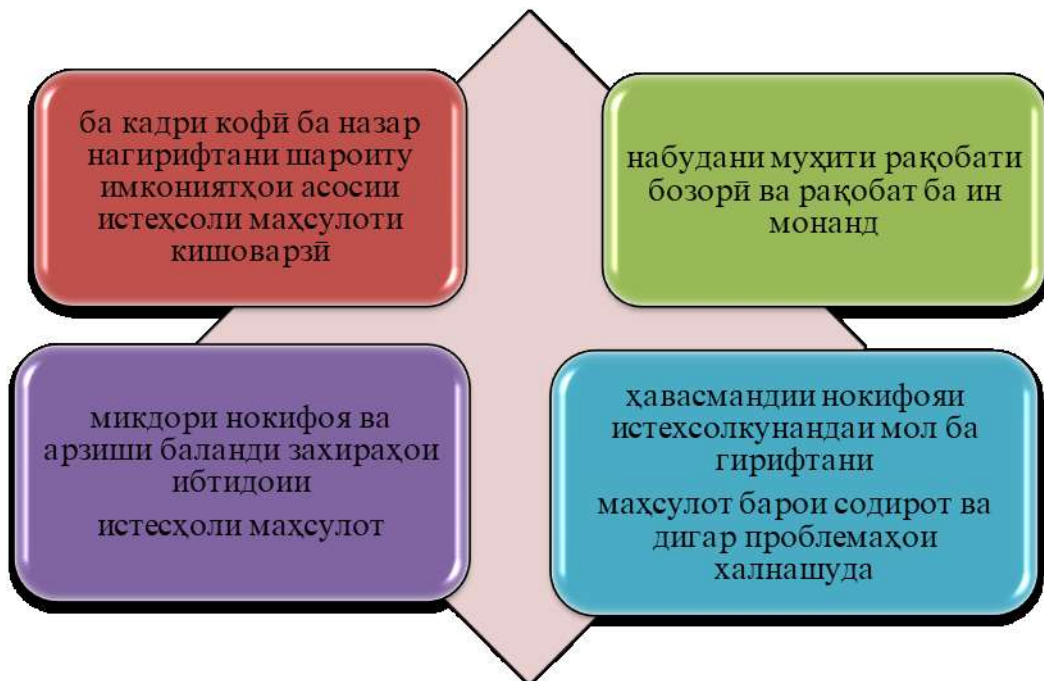 ба кадри кофӣ ба назар
нагирифтани шароиту
имкониятҳои асосии
истеҳсоли маҳсулоти
кишоварзӣ
набудани муҳити рақобати
бозорӣ ва рақобат ба ин
монанд
микдори нокифоя ва
арзиши баланди захираҳои
ибтидоии
истесҳоли маҳсулот
ҳавасмандии нокифояи
истехсолкунандаи мол ба
гирифтани
маҳсулот барои содирот ва
дигар проблемаҳои
халнашуда